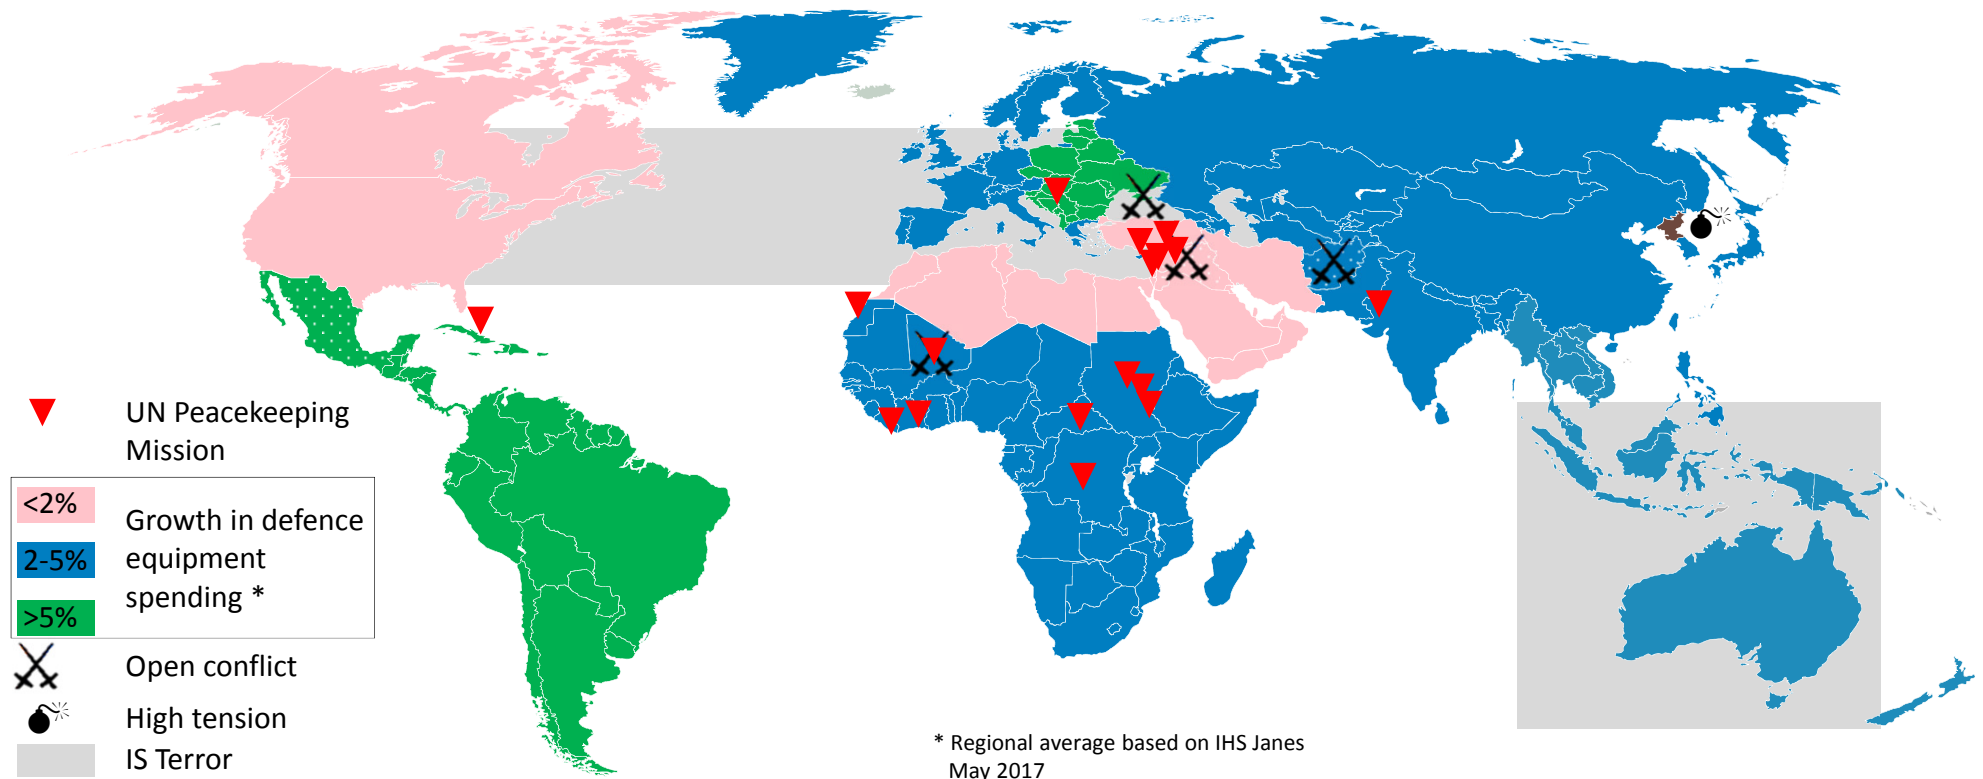 UN Peacekeeping
Mission
<2%
2-5%
>5%
Growth in defence
equipment
spending *
Open conflict
High tension
IS Terror
* Regional average based on IHS Janes
May 2017